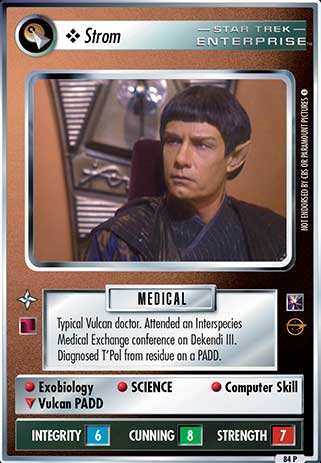 ❖ Strom
STAR TREK
ENTERPRISE™
NOT ENDORSED BY CBS OR PARAMOUNT PICTURES
MEDICAL
Typical Vulcan doctor. Attended an Interspecies
Medical Exchange conference on Dekendi III.
Diagnosed T'Pol from residue on a PADD.
Exobiology SCIENCE Computer Skill
Vulcan PADD
INTEGRITY 6 CUNNING 8 STRENGTH 7
84 P